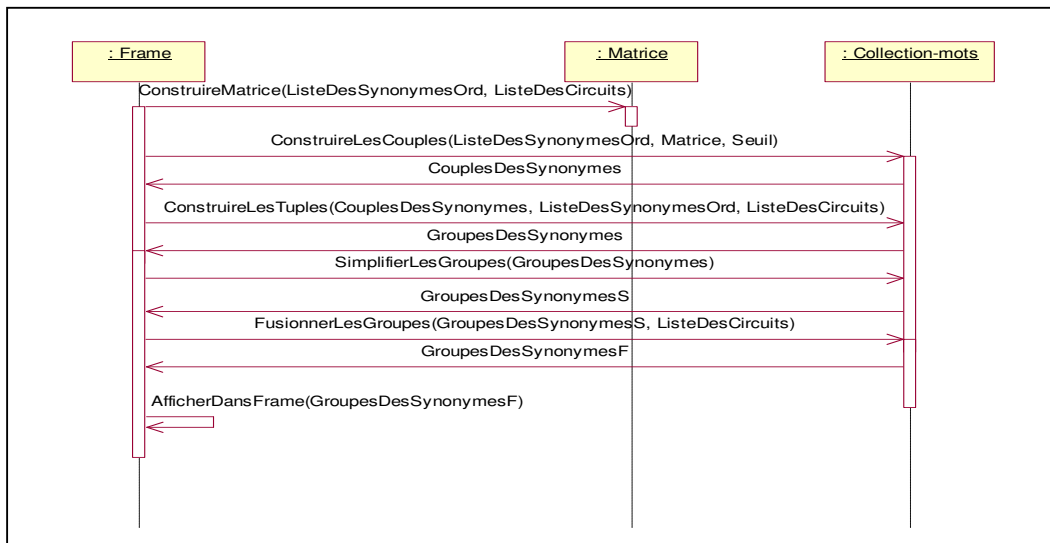 : Frame
: Matrice
: Collection-mots
ConstruireMatrice(ListeDesSynonymesOrd, ListeDesCircuits)
ConstruireLesCouples(ListeDesSynonymesOrd, Matrice, Seuil)
CouplesDesSynonymes
ConstruireLesTuples(CouplesDesSynonymes, ListeDesSynonymesOrd, ListeDesCircuits)
GroupesDesSynonymes
SimplifierLesGroupes(GroupesDesSynonymes)
GroupesDesSynonymesS
FusionnerLesGroupes(GroupesDesSynonymesS, ListeDesCircuits)
GroupesDesSynonymesF
AfficherDansFrame(GroupesDesSynonymesF)